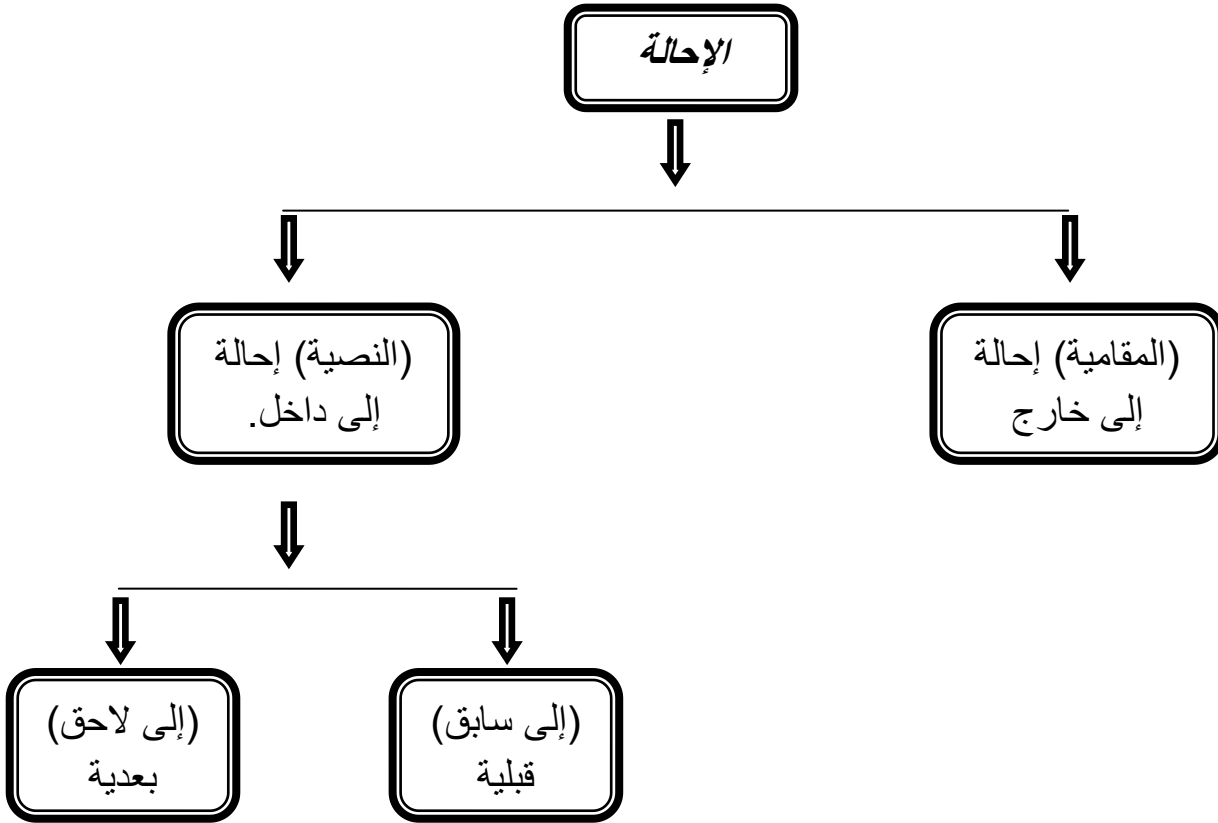 الإحالة
(المقامية) إحالة
إلى خارج
(النصية) إحالة
إلى داخل.
(إلى سابق)
قبلية
(إلى لاحق)
بعدية